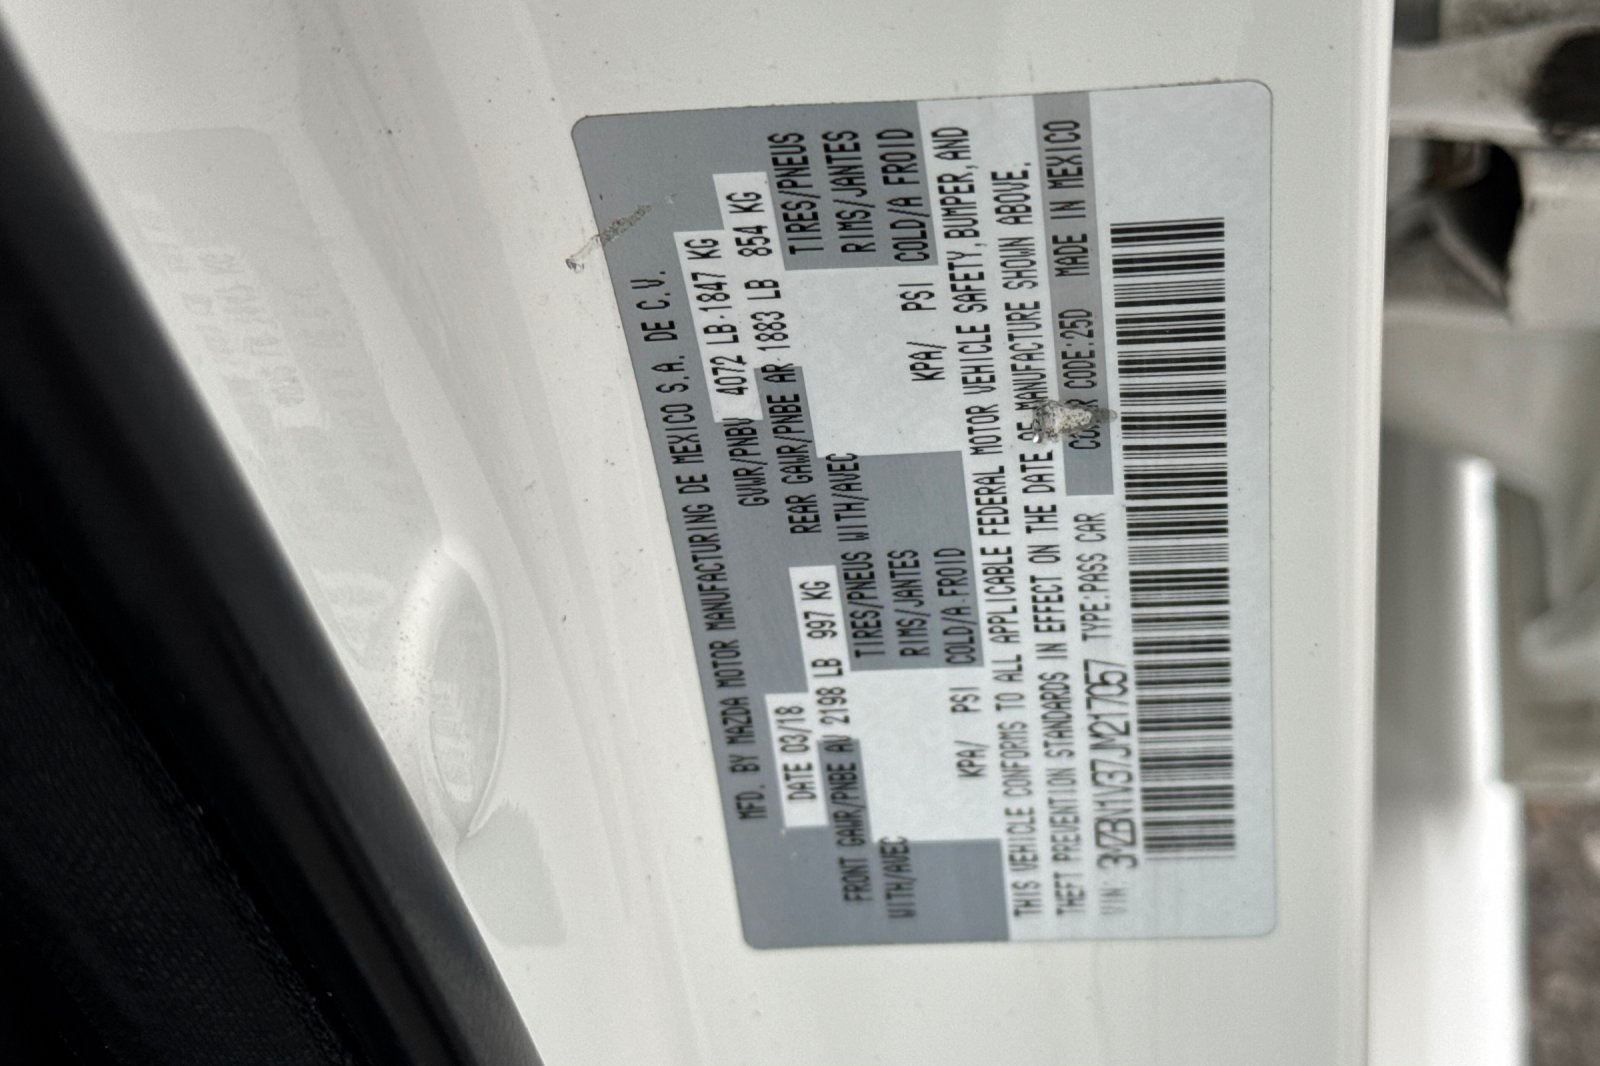 MFD. BY MAZDA MOTOR MANUFACTURING DE MEXICO S.A. DE C.V.
DATE 03/18 GVWR/PNBV 4072 LB 1847 KG
FRONT GAWR/PNBE AV 2198 LB 997 KG REAR GAWR/PNBE AR 1883 LB 854 KG
WITH/AVEC TIRES/PNEUS WITH/AVEC TIRES/PNEUS
RIMS/JANTES RIMS/JANTES
KPA/ PSI COLD/A FROID KPA/ PSI COLD/A FROID
THIS VEHICLE CONFORMS TO ALL APPLICABLE FEDERAL MOTOR VEHICLE SAFETY, BUMPER, AND
THEFT PREVENTION STANDARDS IN EFFECT ON THE DATE OF MANUFACTURE SHOWN ABOVE.
VIN: 3MZBN1V37JM217057 TYPE:PASS CAR COLOR CODE:25D MADE IN MEXICO